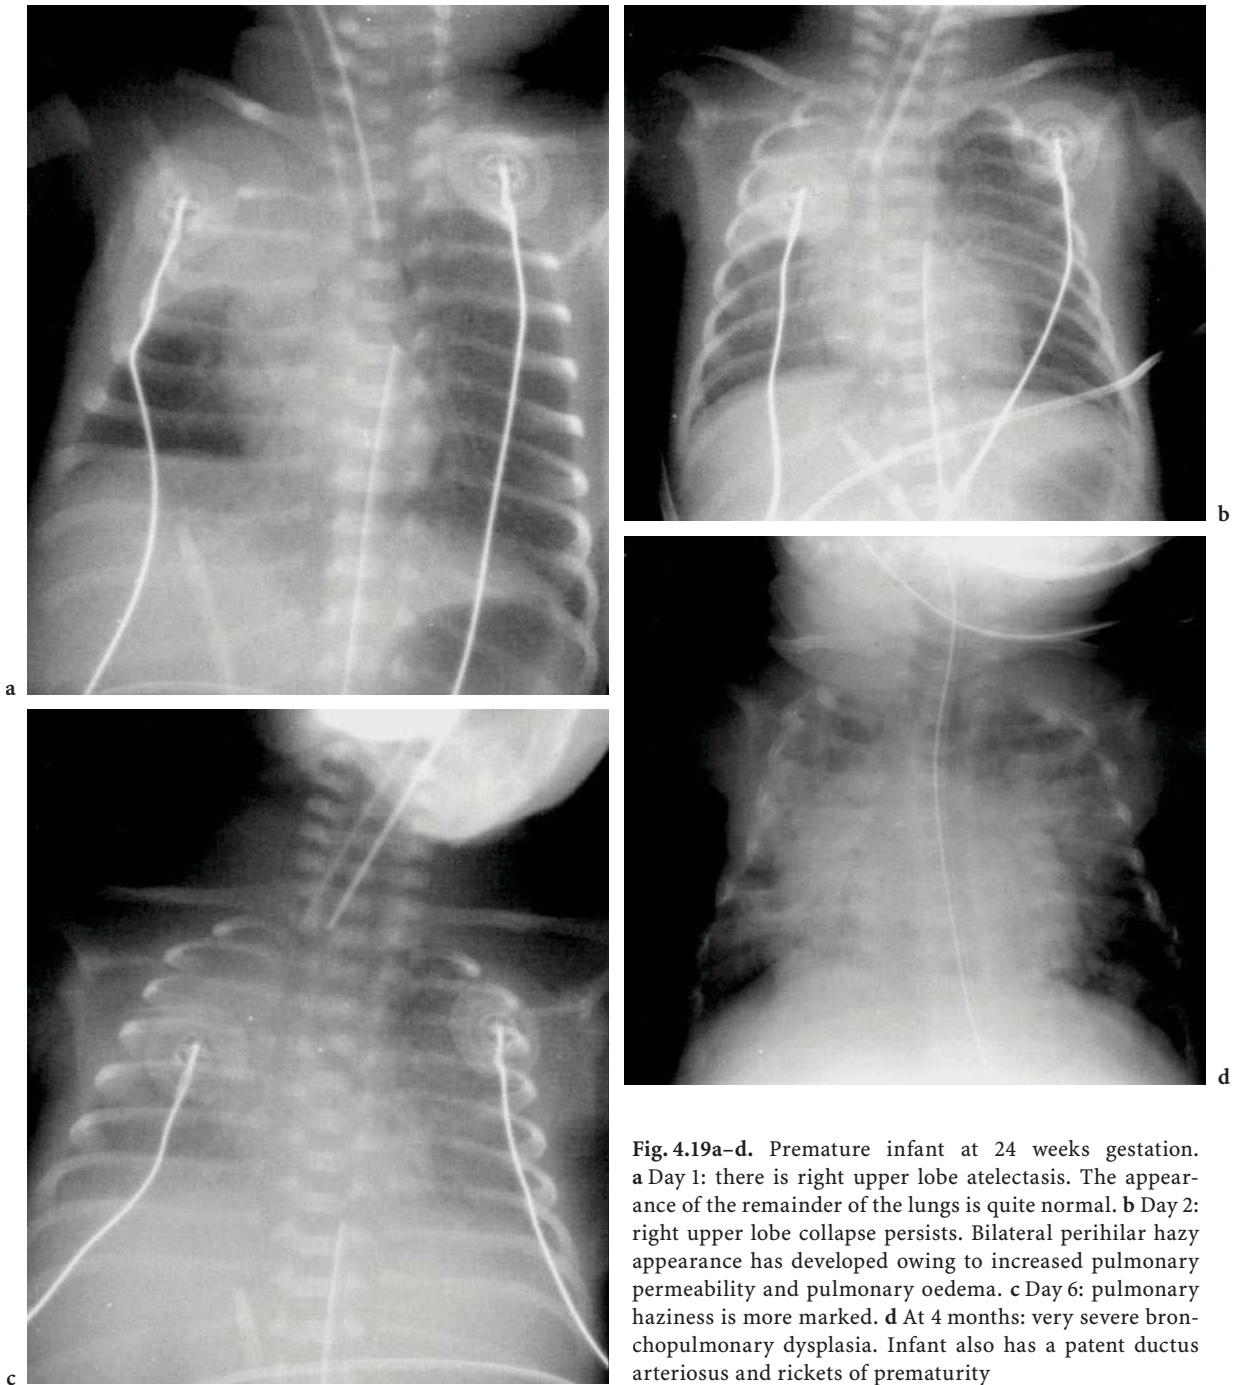 a
b
c
d
Fig. 4.19a–d. Premature infant at 24 weeks gestation.
a Day 1: there is right upper lobe atelectasis. The appear-
ance of the remainder of the lungs is quite normal. b Day 2:
right upper lobe collapse persists. Bilateral perihilar hazy
appearance has developed owing to increased pulmonary
permeability and pulmonary oedema. c Day 6: pulmonary
haziness is more marked. d At 4 months: very severe bron-
chopulmonary dysplasia. Infant also has a patent ductus
arteriosus and rickets of prematurity